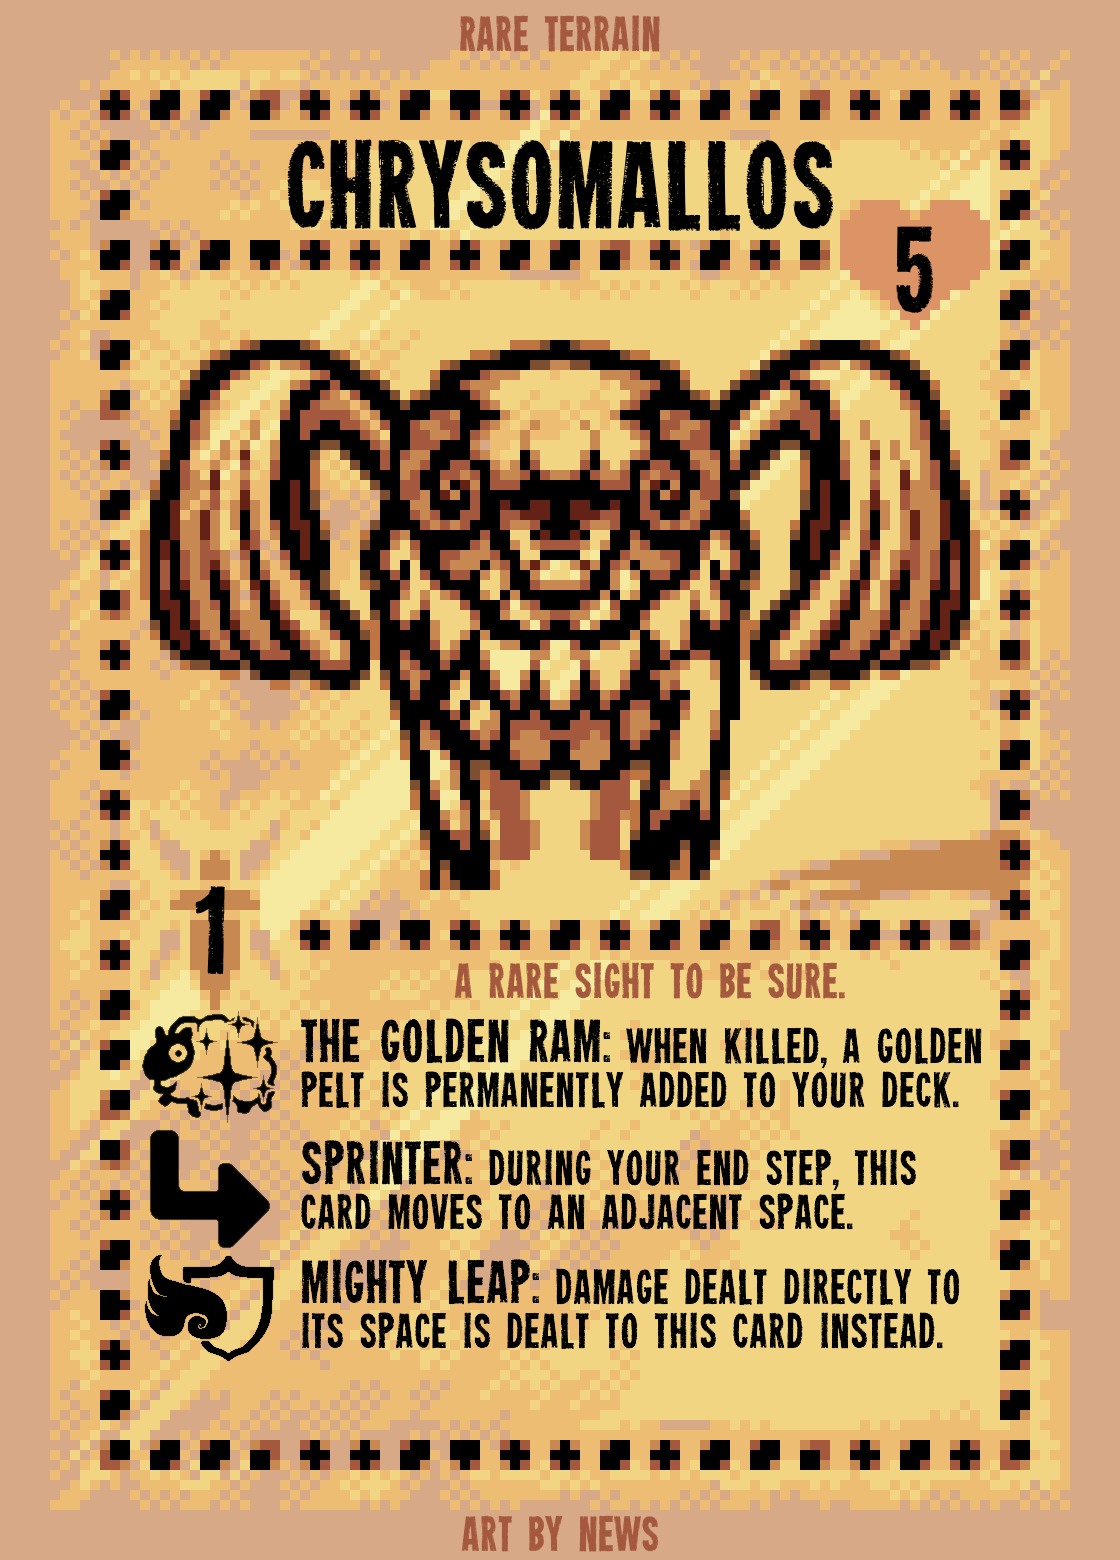 RARE TERRAIN
CHRYSOMALLOS
5
1
A RARE SIGHT TO BE SURE.
THE GOLDEN RAM: WHEN KILLED, A GOLDEN
PELT IS PERMANENTLY ADDED TO YOUR DECK.
SPRINTER: DURING YOUR END STEP, THIS
CARD MOVES TO AN ADJACENT SPACE.
MIGHTY LEAP: DAMAGE DEALT DIRECTLY TO
ITS SPACE IS DEALT TO THIS CARD INSTEAD.
ART BY NEWS